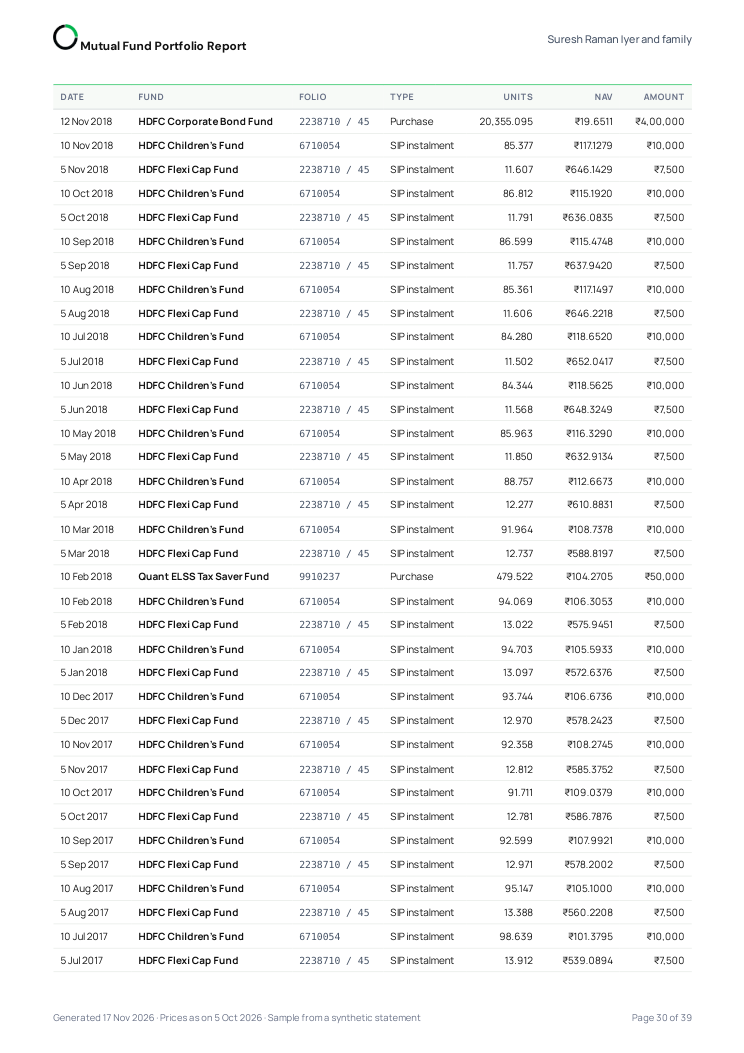 Mutual Fund Portfolio Report
Suresh Raman Iyer and family
DATE FUND FOLIO TYPE UNITS NAV AMOUNT
12 Nov 2018 HDFC Corporate Bond Fund 2238710 / 45 Purchase 20,355.095 ₹19.6511 ₹4,00,000
10 Nov 2018 HDFC Children's Fund 6710054 SIP instalment 85.377 ₹117.1279 ₹10,000
5 Nov 2018 HDFC Flexi Cap Fund 2238710 / 45 SIP instalment 11.607 ₹646.1429 ₹7,500
10 Oct 2018 HDFC Children's Fund 6710054 SIP instalment 86.812 ₹115.1920 ₹10,000
5 Oct 2018 HDFC Flexi Cap Fund 2238710 / 45 SIP instalment 11.791 ₹636.0835 ₹7,500
10 Sep 2018 HDFC Children's Fund 6710054 SIP instalment 86.599 ₹115.4748 ₹10,000
5 Sep 2018 HDFC Flexi Cap Fund 2238710 / 45 SIP instalment 11.757 ₹637.9420 ₹7,500
10 Aug 2018 HDFC Children's Fund 6710054 SIP instalment 85.361 ₹117.1497 ₹10,000
5 Aug 2018 HDFC Flexi Cap Fund 2238710 / 45 SIP instalment 11.606 ₹646.2218 ₹7,500
10 Jul 2018 HDFC Children's Fund 6710054 SIP instalment 84.280 ₹118.6520 ₹10,000
5 Jul 2018 HDFC Flexi Cap Fund 2238710 / 45 SIP instalment 11.502 ₹652.0417 ₹7,500
10 Jun 2018 HDFC Children's Fund 6710054 SIP instalment 84.344 ₹118.5625 ₹10,000
5 Jun 2018 HDFC Flexi Cap Fund 2238710 / 45 SIP instalment 11.568 ₹648.3249 ₹7,500
10 May 2018 HDFC Children's Fund 6710054 SIP instalment 85.963 ₹116.3290 ₹10,000
5 May 2018 HDFC Flexi Cap Fund 2238710 / 45 SIP instalment 11.850 ₹632.9134 ₹7,500
10 Apr 2018 HDFC Children's Fund 6710054 SIP instalment 88.757 ₹112.6673 ₹10,000
5 Apr 2018 HDFC Flexi Cap Fund 2238710 / 45 SIP instalment 12.277 ₹610.8831 ₹7,500
10 Mar 2018 HDFC Children's Fund 6710054 SIP instalment 91.964 ₹108.7378 ₹10,000
5 Mar 2018 HDFC Flexi Cap Fund 2238710 / 45 SIP instalment 12.737 ₹588.8197 ₹7,500
10 Feb 2018 Quant ELSS Tax Saver Fund 9910237 Purchase 479.522 ₹104.2705 ₹50,000
10 Feb 2018 HDFC Children's Fund 6710054 SIP instalment 94.069 ₹106.3053 ₹10,000
5 Feb 2018 HDFC Flexi Cap Fund 2238710 / 45 SIP instalment 13.022 ₹575.9451 ₹7,500
10 Jan 2018 HDFC Children's Fund 6710054 SIP instalment 94.703 ₹105.5933 ₹10,000
5 Jan 2018 HDFC Flexi Cap Fund 2238710 / 45 SIP instalment 13.097 ₹572.6376 ₹7,500
10 Dec 2017 HDFC Children's Fund 6710054 SIP instalment 93.744 ₹106.6736 ₹10,000
5 Dec 2017 HDFC Flexi Cap Fund 2238710 / 45 SIP instalment 12.970 ₹578.2423 ₹7,500
10 Nov 2017 HDFC Children's Fund 6710054 SIP instalment 92.358 ₹108.2745 ₹10,000
5 Nov 2017 HDFC Flexi Cap Fund 2238710 / 45 SIP instalment 12.812 ₹585.3752 ₹7,500
10 Oct 2017 HDFC Children's Fund 6710054 SIP instalment 91.711 ₹109.0379 ₹10,000
5 Oct 2017 HDFC Flexi Cap Fund 2238710 / 45 SIP instalment 12.781 ₹586.7876 ₹7,500
10 Sep 2017 HDFC Children's Fund 6710054 SIP instalment 92.599 ₹107.9921 ₹10,000
5 Sep 2017 HDFC Flexi Cap Fund 2238710 / 45 SIP instalment 12.971 ₹578.2002 ₹7,500
10 Aug 2017 HDFC Children's Fund 6710054 SIP instalment 95.147 ₹105.1000 ₹10,000
5 Aug 2017 HDFC Flexi Cap Fund 2238710 / 45 SIP instalment 13.388 ₹560.2208 ₹7,500
10 Jul 2017 HDFC Children's Fund 6710054 SIP instalment 98.639 ₹101.3795 ₹10,000
5 Jul 2017 HDFC Flexi Cap Fund 2238710 / 45 SIP instalment 13.912 ₹539.0894 ₹7,500
Generated 17 Nov 2026 · Prices as on 5 Oct 2026 · Sample from a synthetic statement
Page 30 of 39